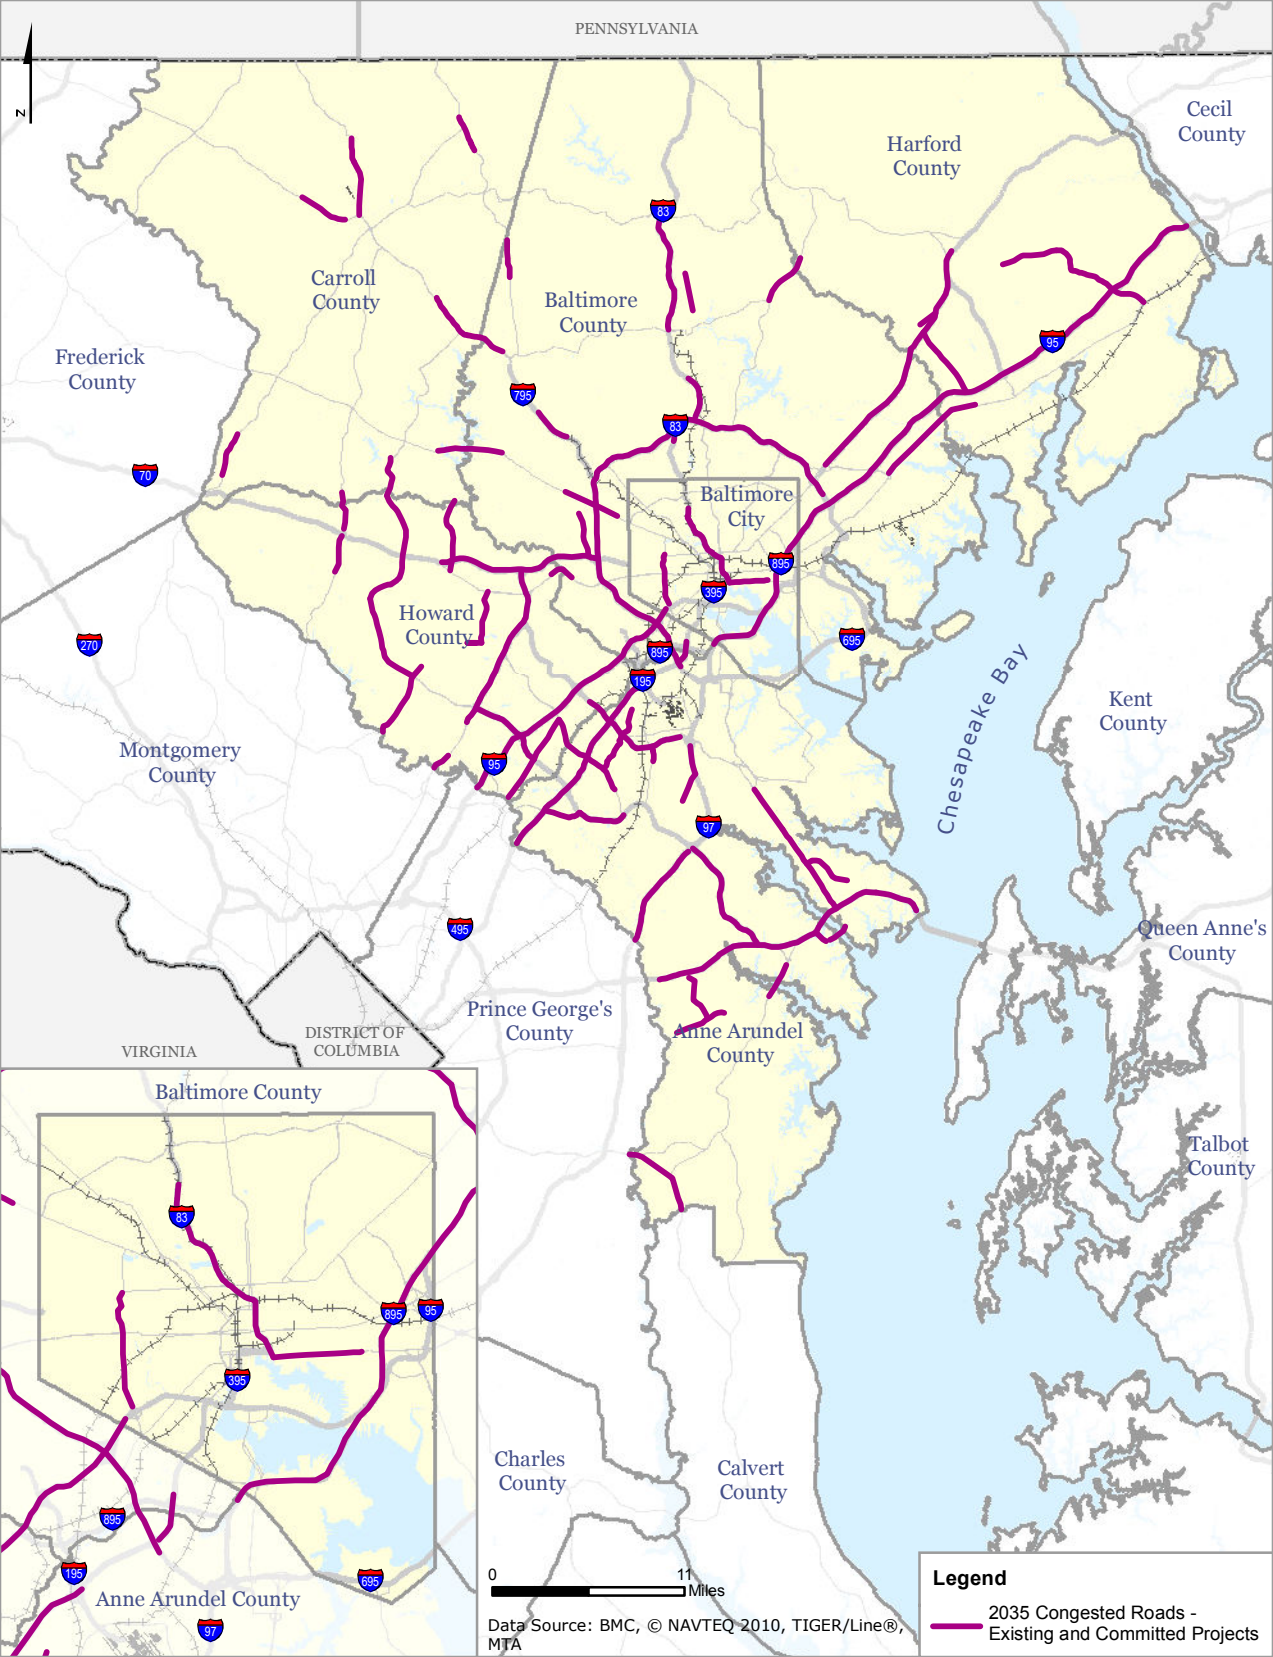 PENNSYLVANIA
N
Cecil
County
Harford
County
83
Carroll
County
Baltimore
County
Frederick
County
95
795
83
70
Baltimore
City
895
395
Howard
County
270
695
895
195
Chesapeake Bay
Kent
County
Montgomery
County
95
97
495
Queen Anne's
County
Prince George's
County
DISTRICT OF
COLUMBIA
VIRGINIA
Anne Arundel
County
Baltimore County
Talbot
County
83
895
95
395
Charles
County
Calvert
County
895
195
695
Anne Arundel County
97
0
11
Miles
Data Source: BMC, © NAVTEQ 2010, TIGER/Line®,
MTA
Legend
2035 Congested Roads -
Existing and Committed Projects